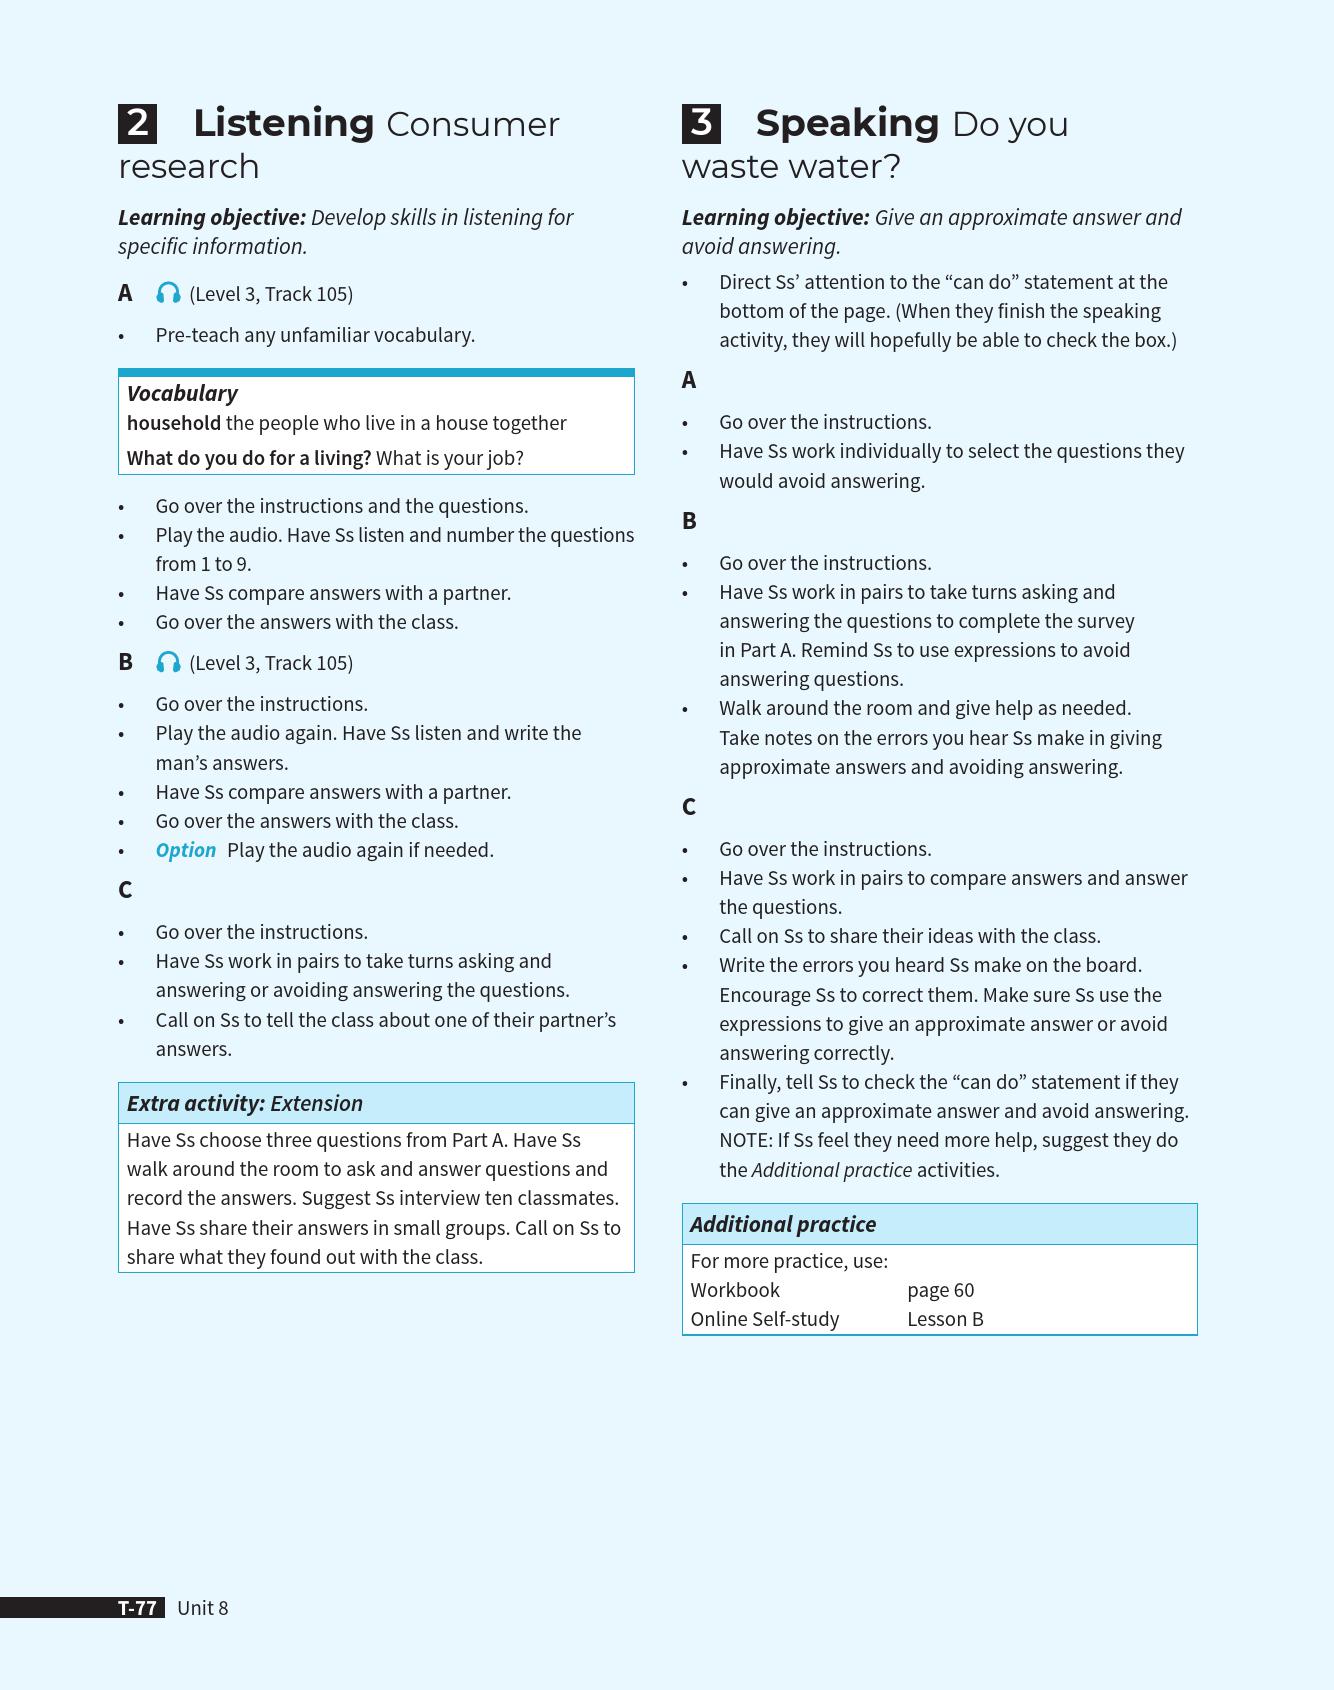 2 Listening Consumer
research
Learning objective: Develop skills in listening for
specific information.
A (Level 3, Track 105)
• Pre-teach any unfamiliar vocabulary.
Vocabulary
household the people who live in a house together
What do you do for a living? What is your job?
• Go over the instructions and the questions.
• Play the audio. Have Ss listen and number the questions
from 1 to 9.
• Have Ss compare answers with a partner.
• Go over the answers with the class.
B (Level 3, Track 105)
• Go over the instructions.
• Play the audio again. Have Ss listen and write the
man’s answers.
• Have Ss compare answers with a partner.
• Go over the answers with the class.
• Option Play the audio again if needed.
C
• Go over the instructions.
• Have Ss work in pairs to take turns asking and
answering or avoiding answering the questions.
• Call on Ss to tell the class about one of their partner’s
answers.
Extra activity: Extension
Have Ss choose three questions from Part A. Have Ss
walk around the room to ask and answer questions and
record the answers. Suggest Ss interview ten classmates.
Have Ss share their answers in small groups. Call on Ss to
share what they found out with the class.
3 Speaking Do you
waste water?
Learning objective: Give an approximate answer and
avoid answering.
• Direct Ss’ attention to the “can do” statement at the
bottom of the page. (When they finish the speaking
activity, they will hopefully be able to check the box.)
A
• Go over the instructions.
• Have Ss work individually to select the questions they
would avoid answering.
B
• Go over the instructions.
• Have Ss work in pairs to take turns asking and
answering the questions to complete the survey
in Part A. Remind Ss to use expressions to avoid
answering questions.
• Walk around the room and give help as needed.
Take notes on the errors you hear Ss make in giving
approximate answers and avoiding answering.
C
• Go over the instructions.
• Have Ss work in pairs to compare answers and answer
the questions.
• Call on Ss to share their ideas with the class.
• Write the errors you heard Ss make on the board.
Encourage Ss to correct them. Make sure Ss use the
expressions to give an approximate answer or avoid
answering correctly.
• Finally, tell Ss to check the “can do” statement if they
can give an approximate answer and avoid answering.
NOTE: If Ss feel they need more help, suggest they do
the Additional practice activities.
Additional practice
For more practice, use:
Workbook page 60
Online Self-study Lesson B
T-77 Unit 8